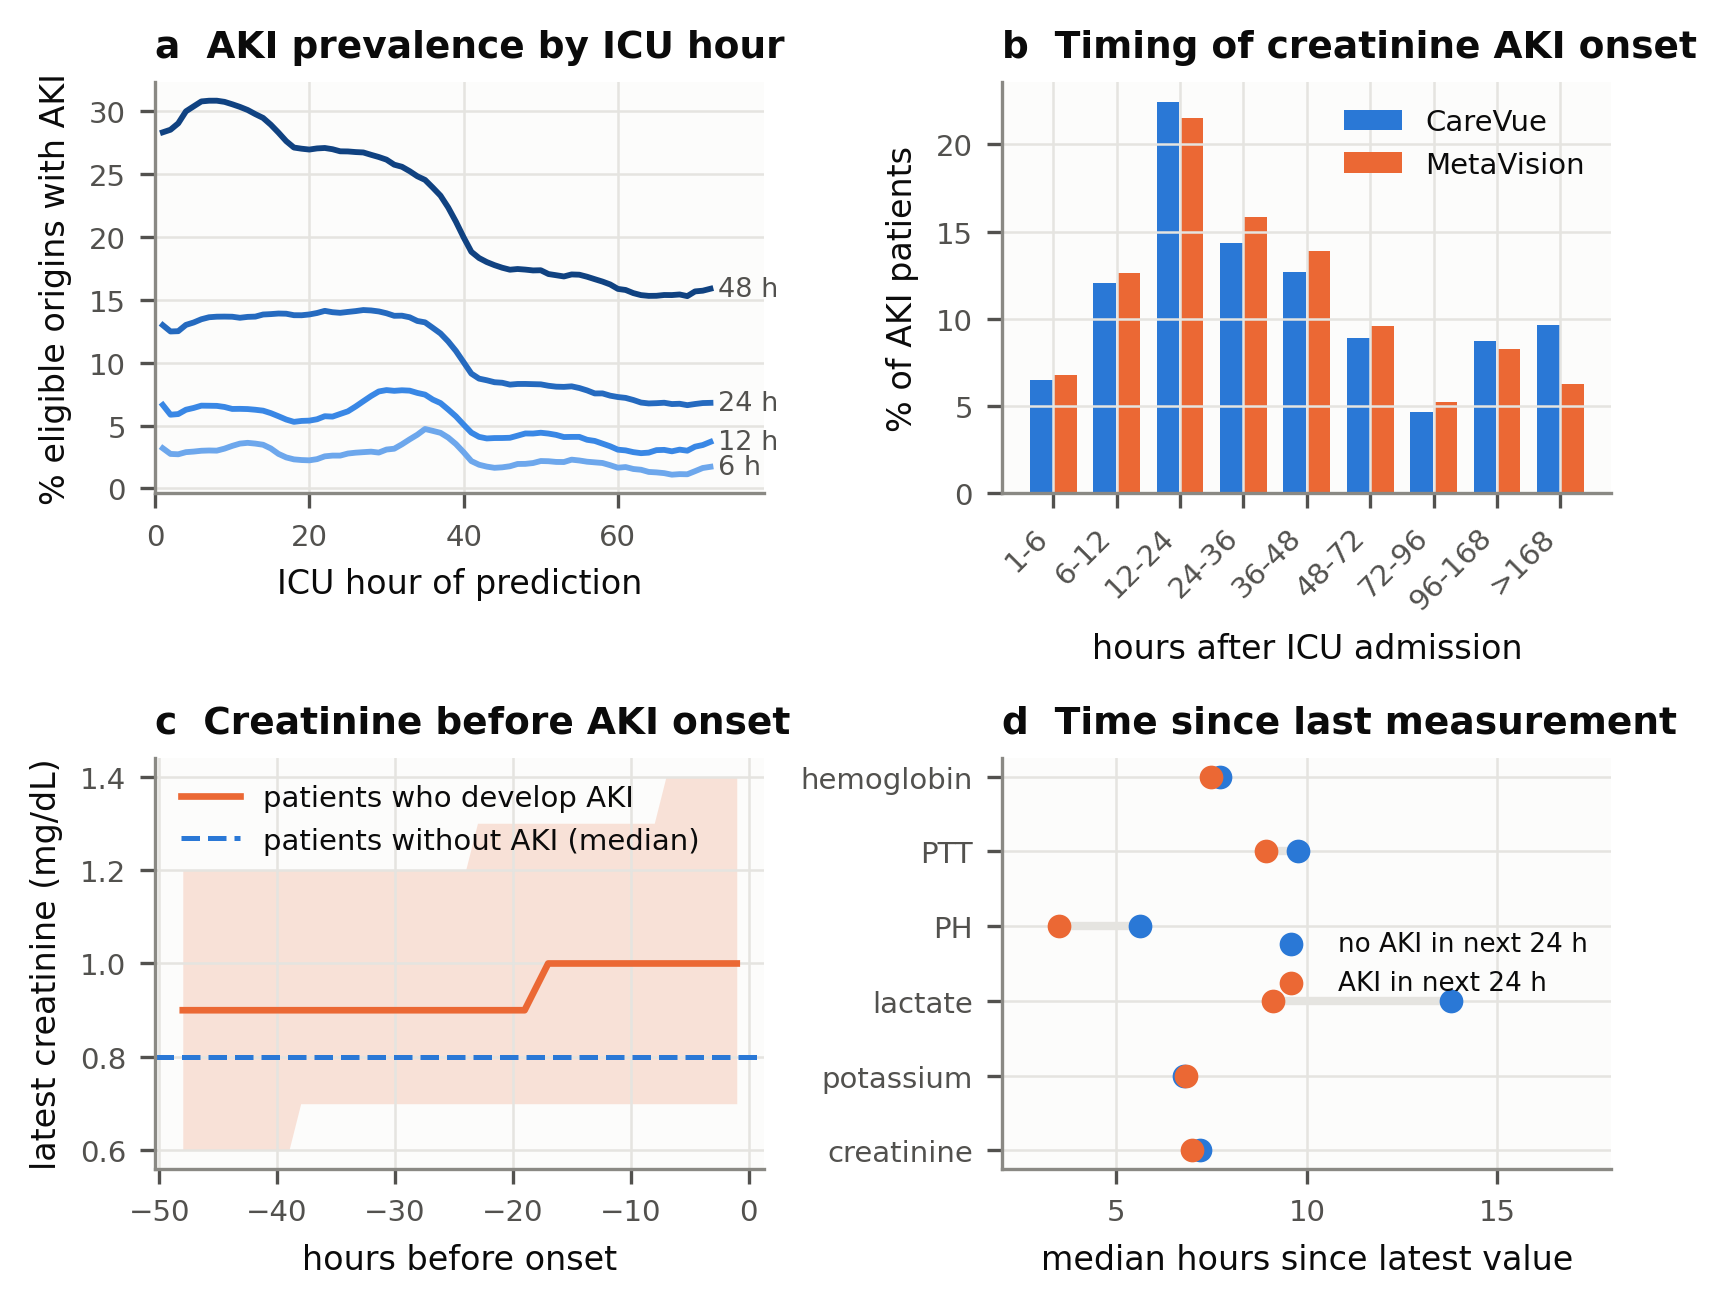 a AKI prevalence by ICU hour
% eligible origins with AKI
30
25
20
15
10
5
0
48 h
24 h
12 h
6 h
0 20 40 60
ICU hour of prediction
b Timing of creatinine AKI onset
% of AKI patients
20
15
10
5
0
CareVue
MetaVision
1-6 6-12 12-24 24-36 36-48 48-72 72-96 96-168 >168
hours after ICU admission
c Creatinine before AKI onset
latest creatinine (mg/dL)
1.4
1.2
1.0
0.8
0.6
patients who develop AKI
patients without AKI (median)
−50 −40 −30 −20 −10 0
hours before onset
d Time since last measurement
hemoglobin
PTT
PH
lactate
potassium
creatinine
no AKI in next 24 h
AKI in next 24 h
5 10 15
median hours since latest value